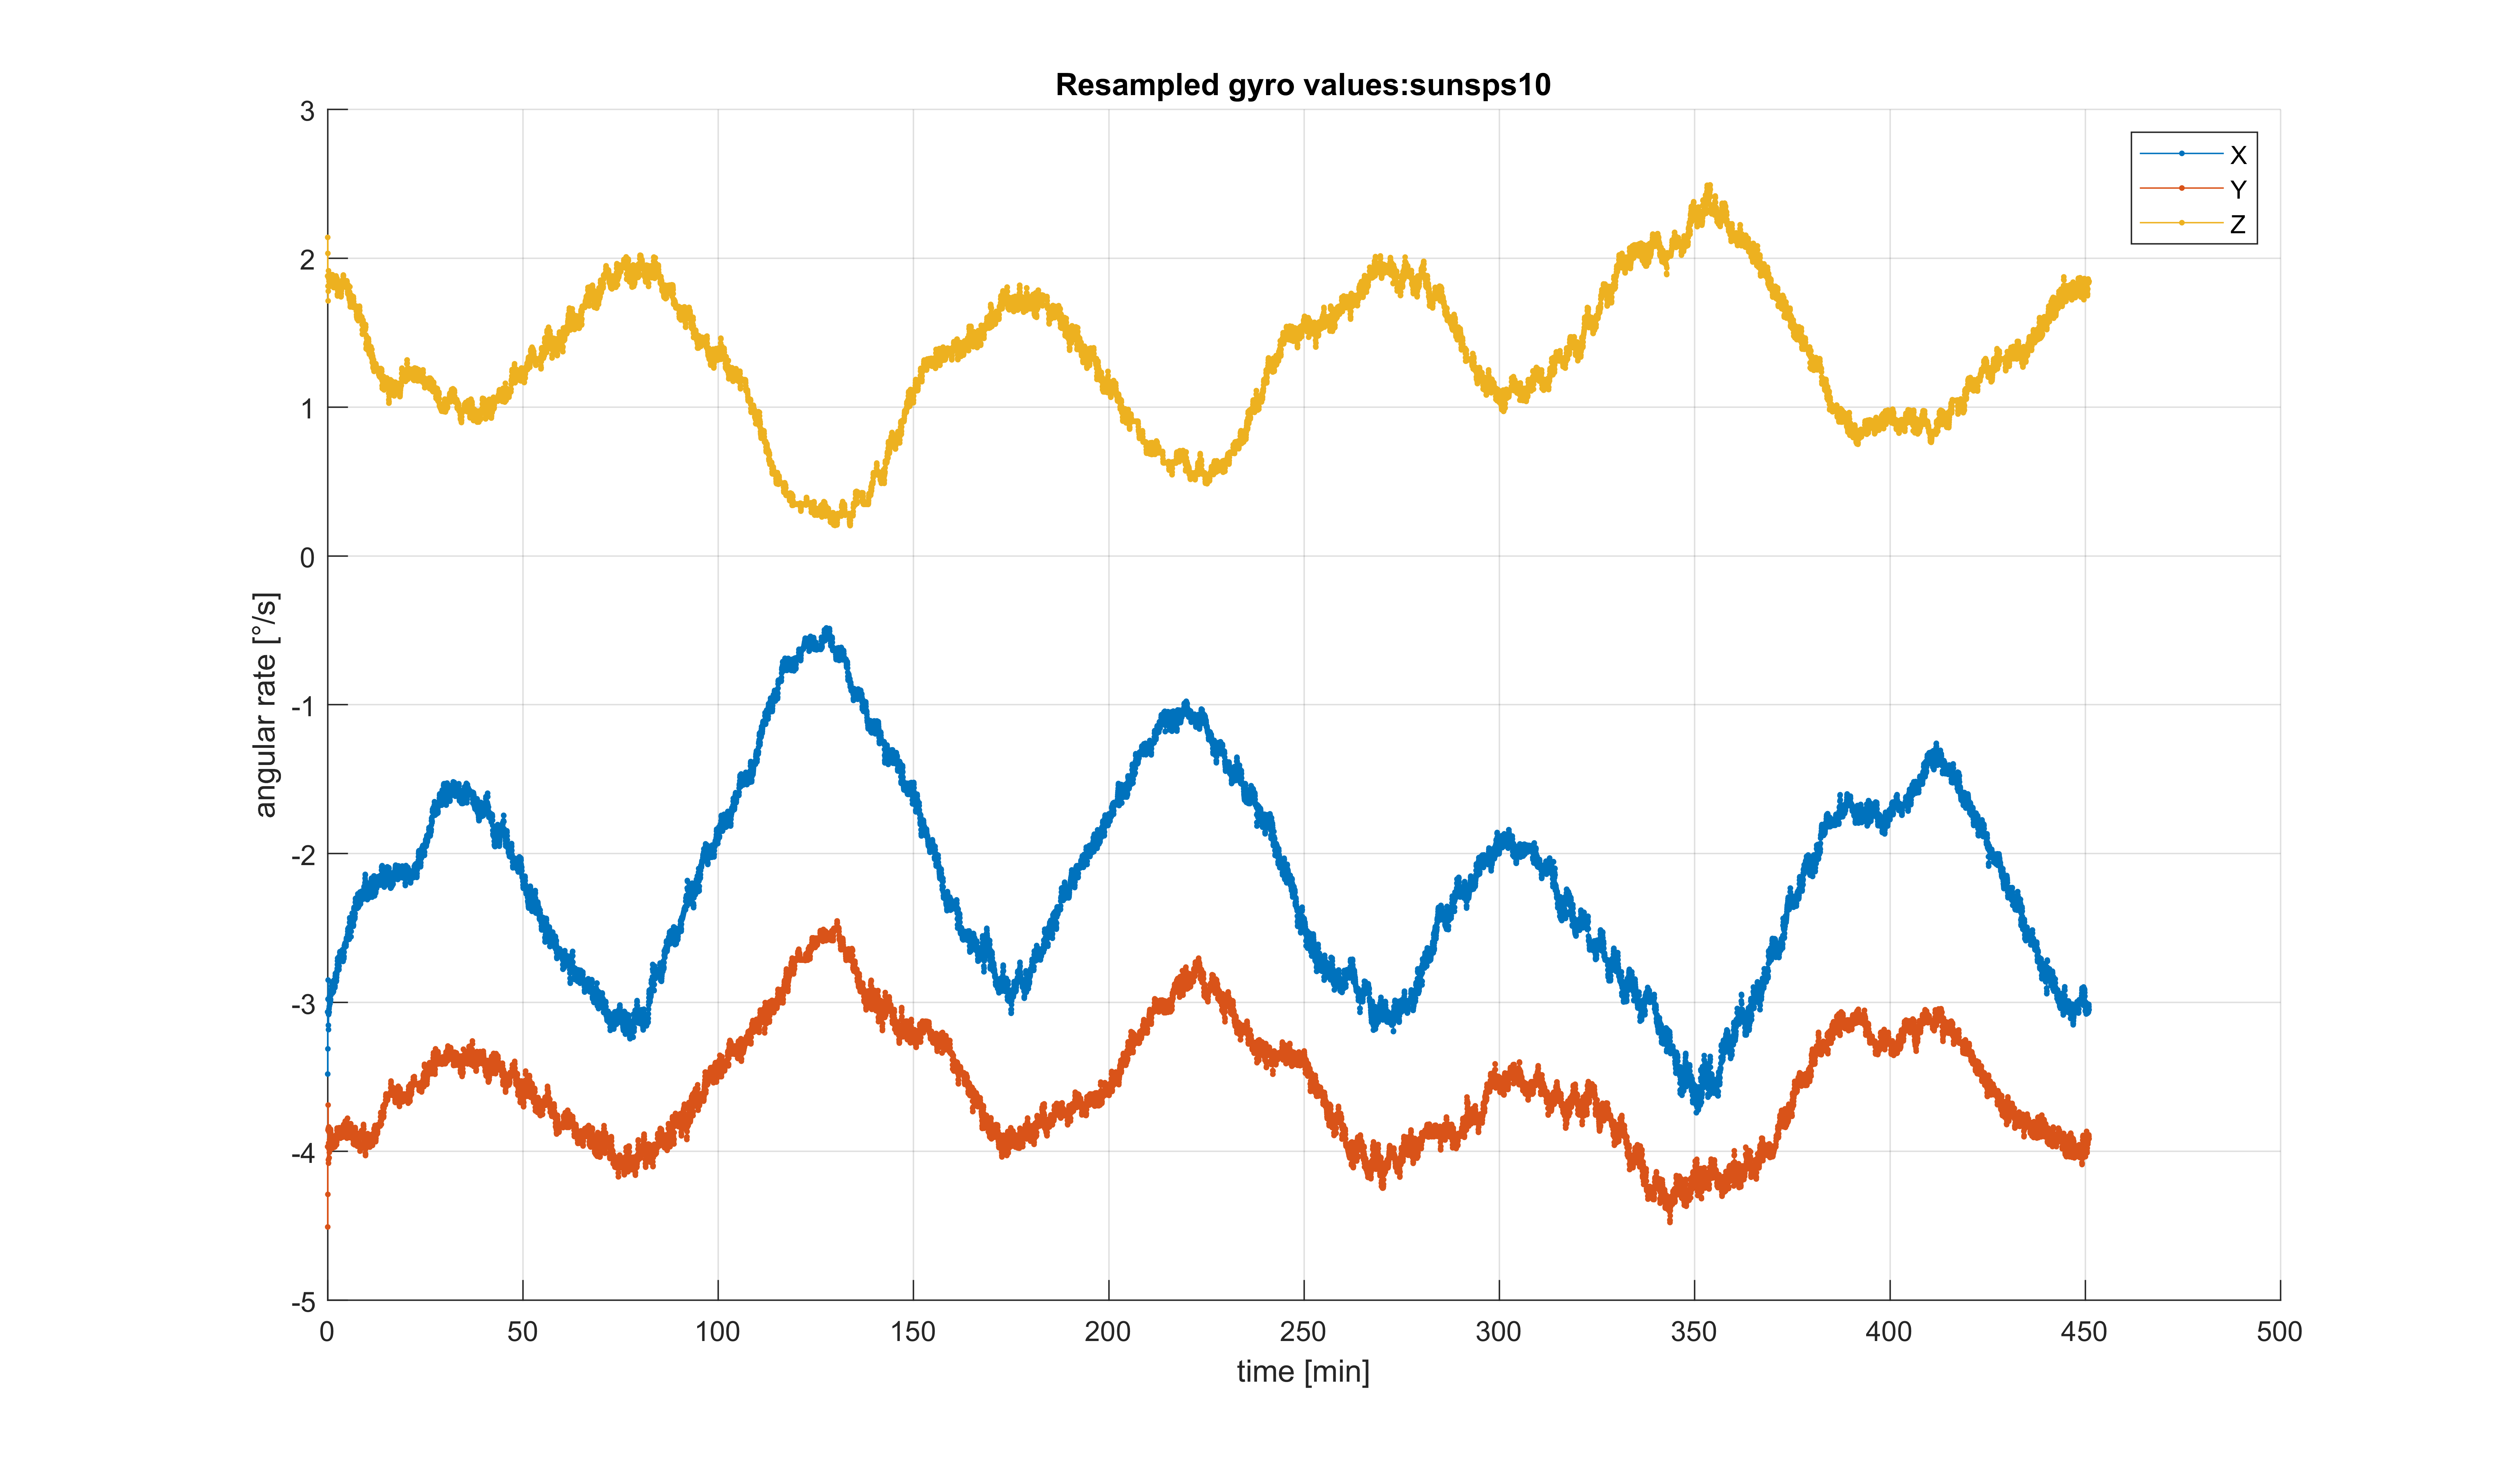 Resampled gyro values:sunsps10
3
2
1
0
-1
-2
-3
-4
-5
angular rate [°/s]
X
Y
Z
0 50 100 150 200 250 300 350 400 450 500
time [min]